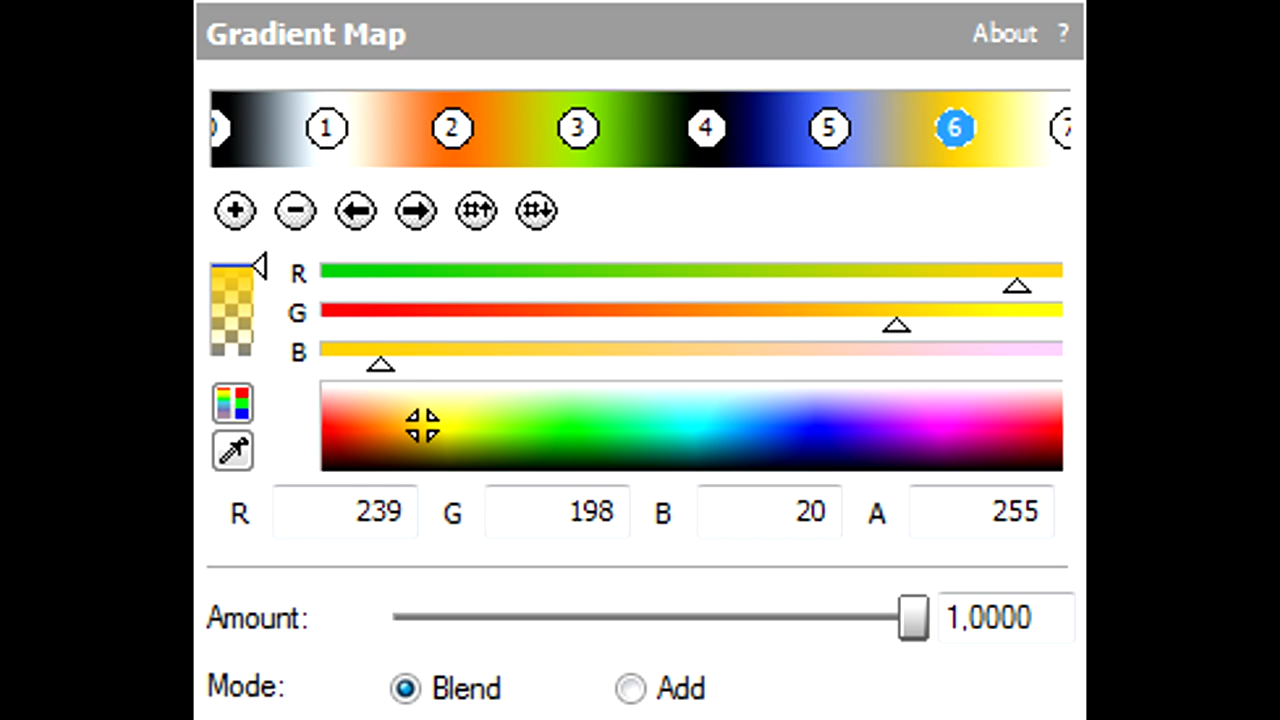 Gradient Map About ?
1 2 3 4 5 6 7
R
G
B
R 239 G 198 B 20 A 255
Amount: 1,0000
Mode: Blend Add